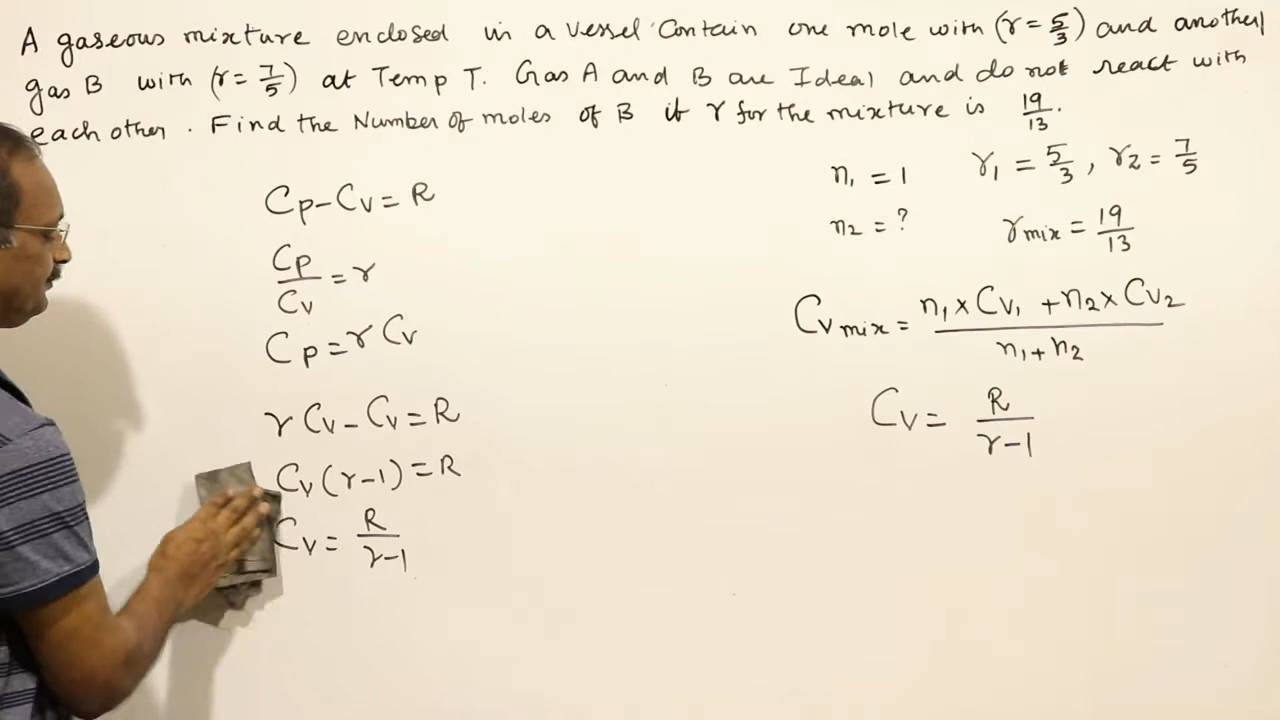 A gaseous mixture enclosed in a vessel contain one mole with (γ = 5/3) and another
gas B with (γ = 7/5) at Temp T. Gas A and B are Ideal and do not react with
each other. Find the Number of moles of B if γ for the mixture is 19/13.
Cp - Cv = R
Cp/Cv = γ
Cp = γ Cv
γ Cv - Cv = R
Cv (γ-1) = R
Cv = R/γ-1
n1 = 1 γ1 = 5/3, γ2 = 7/5
n2 = ? γmix = 19/13
Cv mix = n1 × Cv1 + n2 × Cv2 / n1 + n2
Cv = R/γ-1